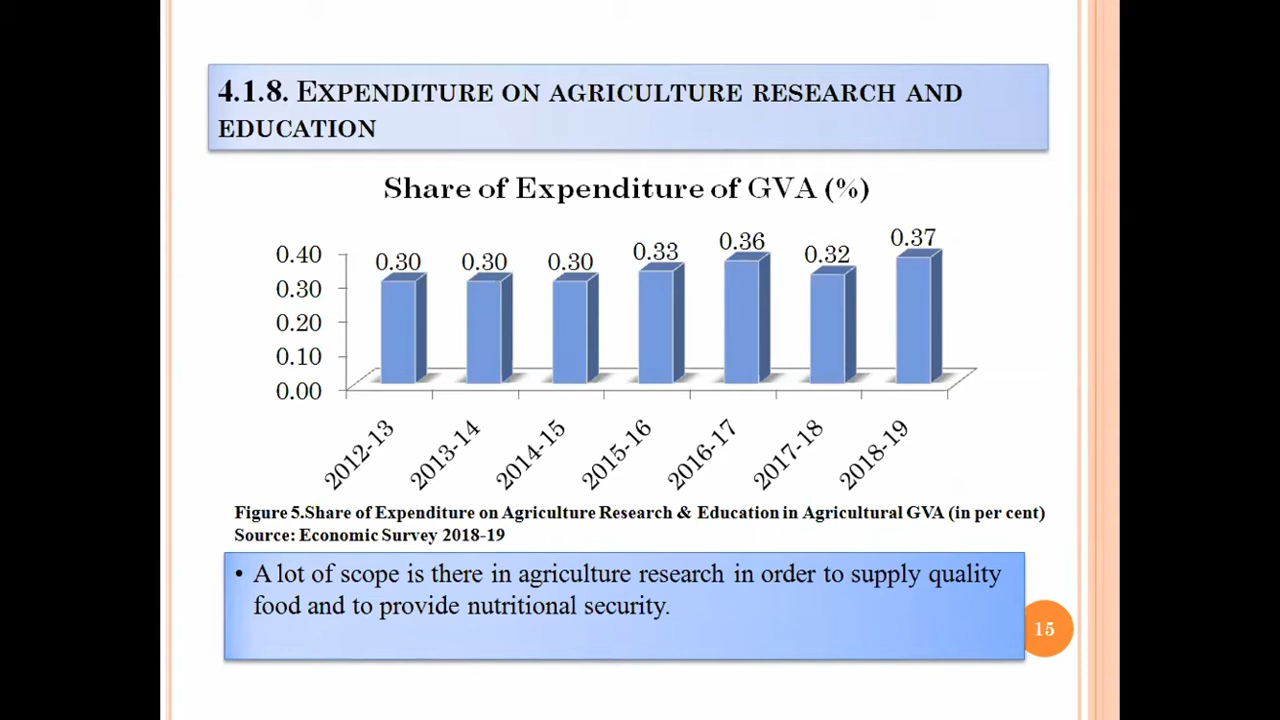 4.1.8. EXPENDITURE ON AGRICULTURE RESEARCH AND
EDUCATION
Share of Expenditure of GVA (%)
0.40
0.30
0.20
0.10
0.00
0.30
0.30
0.30
0.33
0.36
0.32
0.37
2012-13
2013-14
2014-15
2015-16
2016-17
2017-18
2018-19
Figure 5.Share of Expenditure on Agriculture Research & Education in Agricultural GVA (in per cent)
Source: Economic Survey 2018-19
• A lot of scope is there in agriculture research in order to supply quality
food and to provide nutritional security.
15